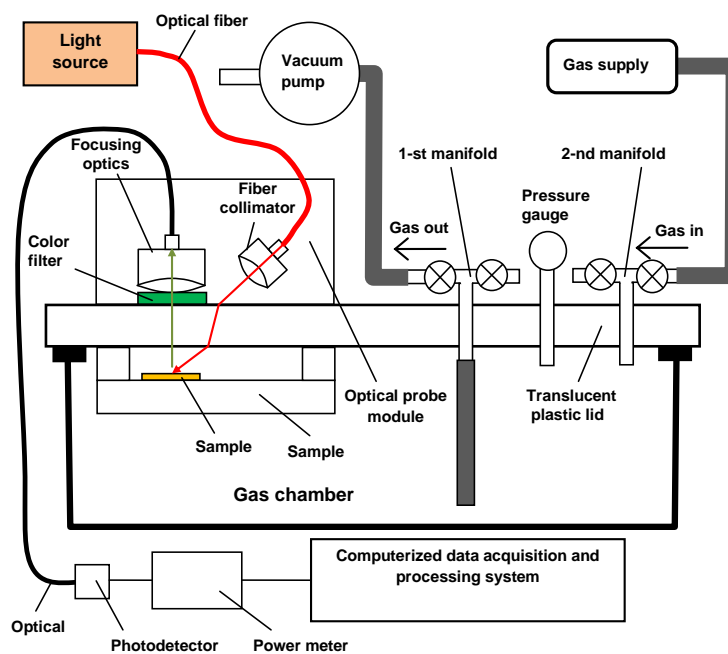 Optical fiber
Light
source
Vacuum
pump
Gas supply
Focusing
optics
1-st manifold
2-nd manifold
Fiber
collimator
Pressure
gauge
Color
filter
Gas out
Gas in
Optical probe
module
Translucent
plastic lid
Sample
Sample
Gas chamber
Computerized data acquisition and
processing system
Optical
Photodetector
Power meter